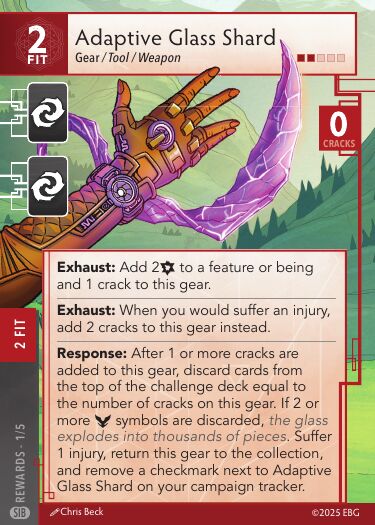 2
FIT
Adaptive Glass Shard
Gear / Tool / Weapon
0
CRACKS
Exhaust: Add 2 to a feature or being
and 1 crack to this gear.
Exhaust: When you would suffer an injury,
add 2 cracks to this gear instead.
Response: After 1 or more cracks are
added to this gear, discard cards from
the top of the challenge deck equal to
the number of cracks on this gear. If 2 or
more symbols are discarded, the glass
explodes into thousands of pieces. Suffer
1 injury, return this gear to the collection,
and remove a checkmark next to Adaptive
Glass Shard on your campaign tracker.
2 FIT
REWARDS - 1/5
SIB
Chris Beck
©2025 EBG